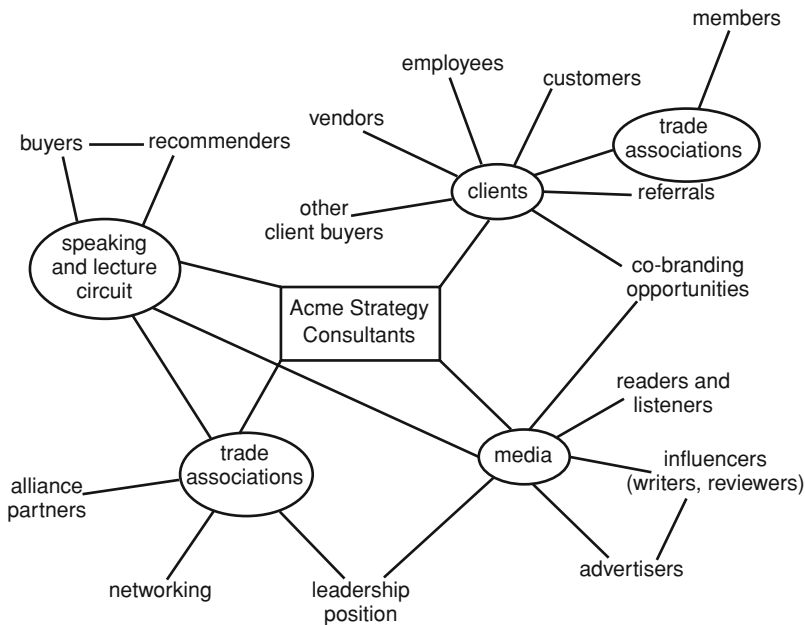 members
employees
customers
vendors
trade
associations
buyers
recommenders
clients
referrals
other
client buyers
speaking
and lecture
circuit
co-branding
opportunities
Acme Strategy
Consultants
readers and
listeners
trade
associations
media
influencers
(writers, reviewers)
alliance
partners
advertisers
networking
leadership
position